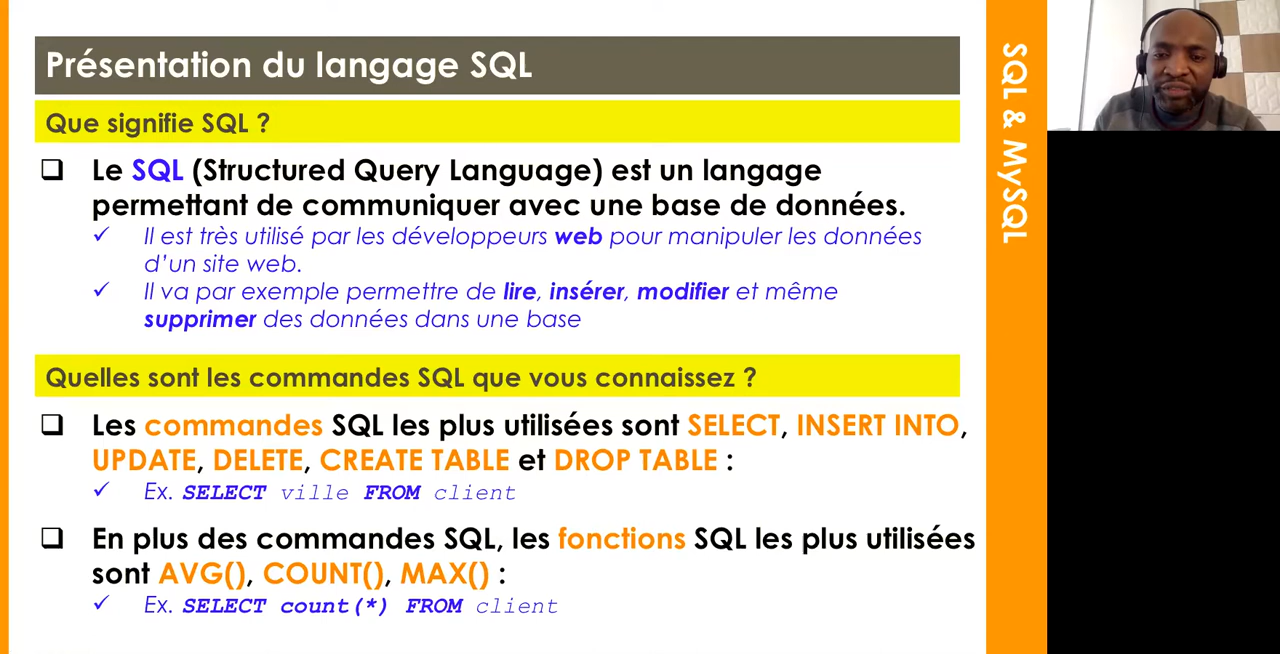 Présentation du langage SQL
Que signifie SQL ?
Le SQL (Structured Query Language) est un langage
permettant de communiquer avec une base de données.
Il est très utilisé par les développeurs web pour manipuler les données
d’un site web.
Il va par exemple permettre de lire, insérer, modifier et même
supprimer des données dans une base
Quelles sont les commandes SQL que vous connaissez ?
Les commandes SQL les plus utilisées sont SELECT, INSERT INTO,
UPDATE, DELETE, CREATE TABLE et DROP TABLE :
Ex. SELECT ville FROM client
En plus des commandes SQL, les fonctions SQL les plus utilisées
sont AVG(), COUNT(), MAX() :
Ex. SELECT count(*) FROM client
SQL & MySQL